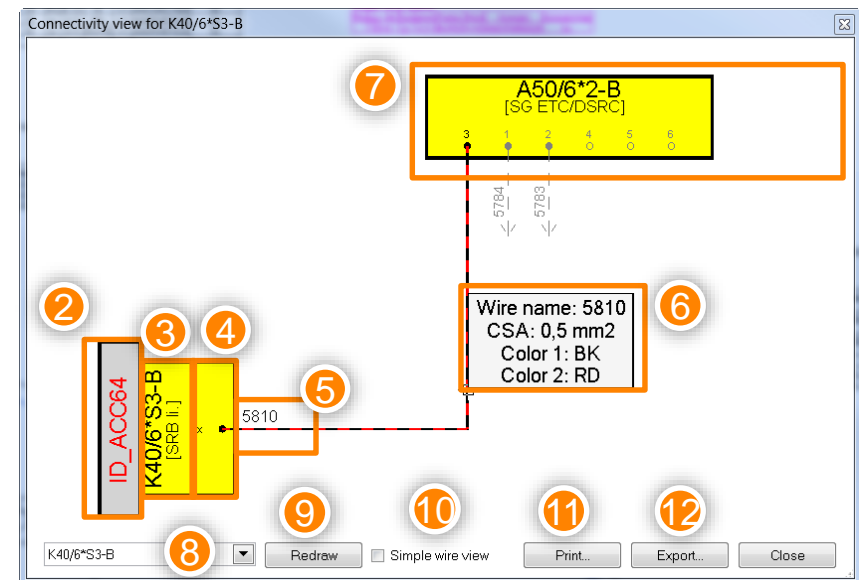 Connectivity view for K40/6*S3-B
7
A50/6*2-B
[SG ETC/DSRC]
3 1 2 4 5 6
5784
5783
2
3
4
6
Wire name: 5810
CSA: 0,5 mm2
Color 1: BK
Color 2: RD
5
ID_ACC64
K40/6*S3-B
[SRB li.]
x
5810
8
9
10
11
12
K40/6*S3-B
Redraw
Simple wire view
Print...
Export...
Close